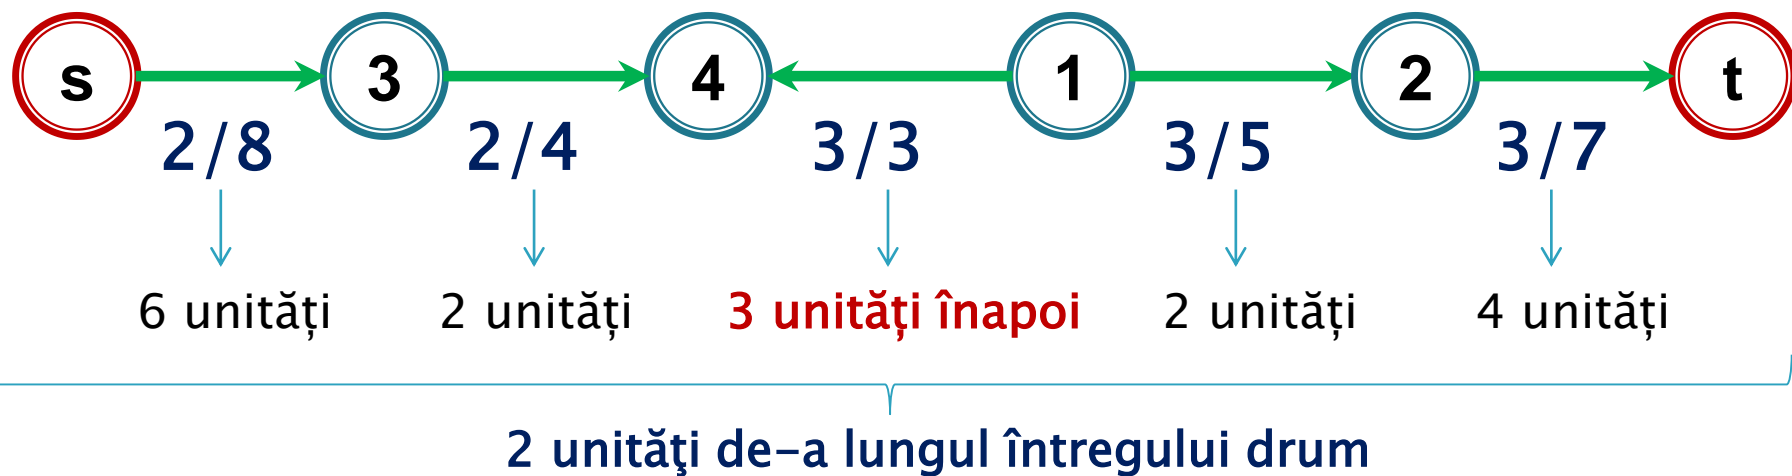 s 3 4 1 2 t
2/8 2/4 3/3 3/5 3/7
6 unități 2 unități 3 unități înapoi 2 unități 4 unități
2 unităţi de-a lungul întregului drum